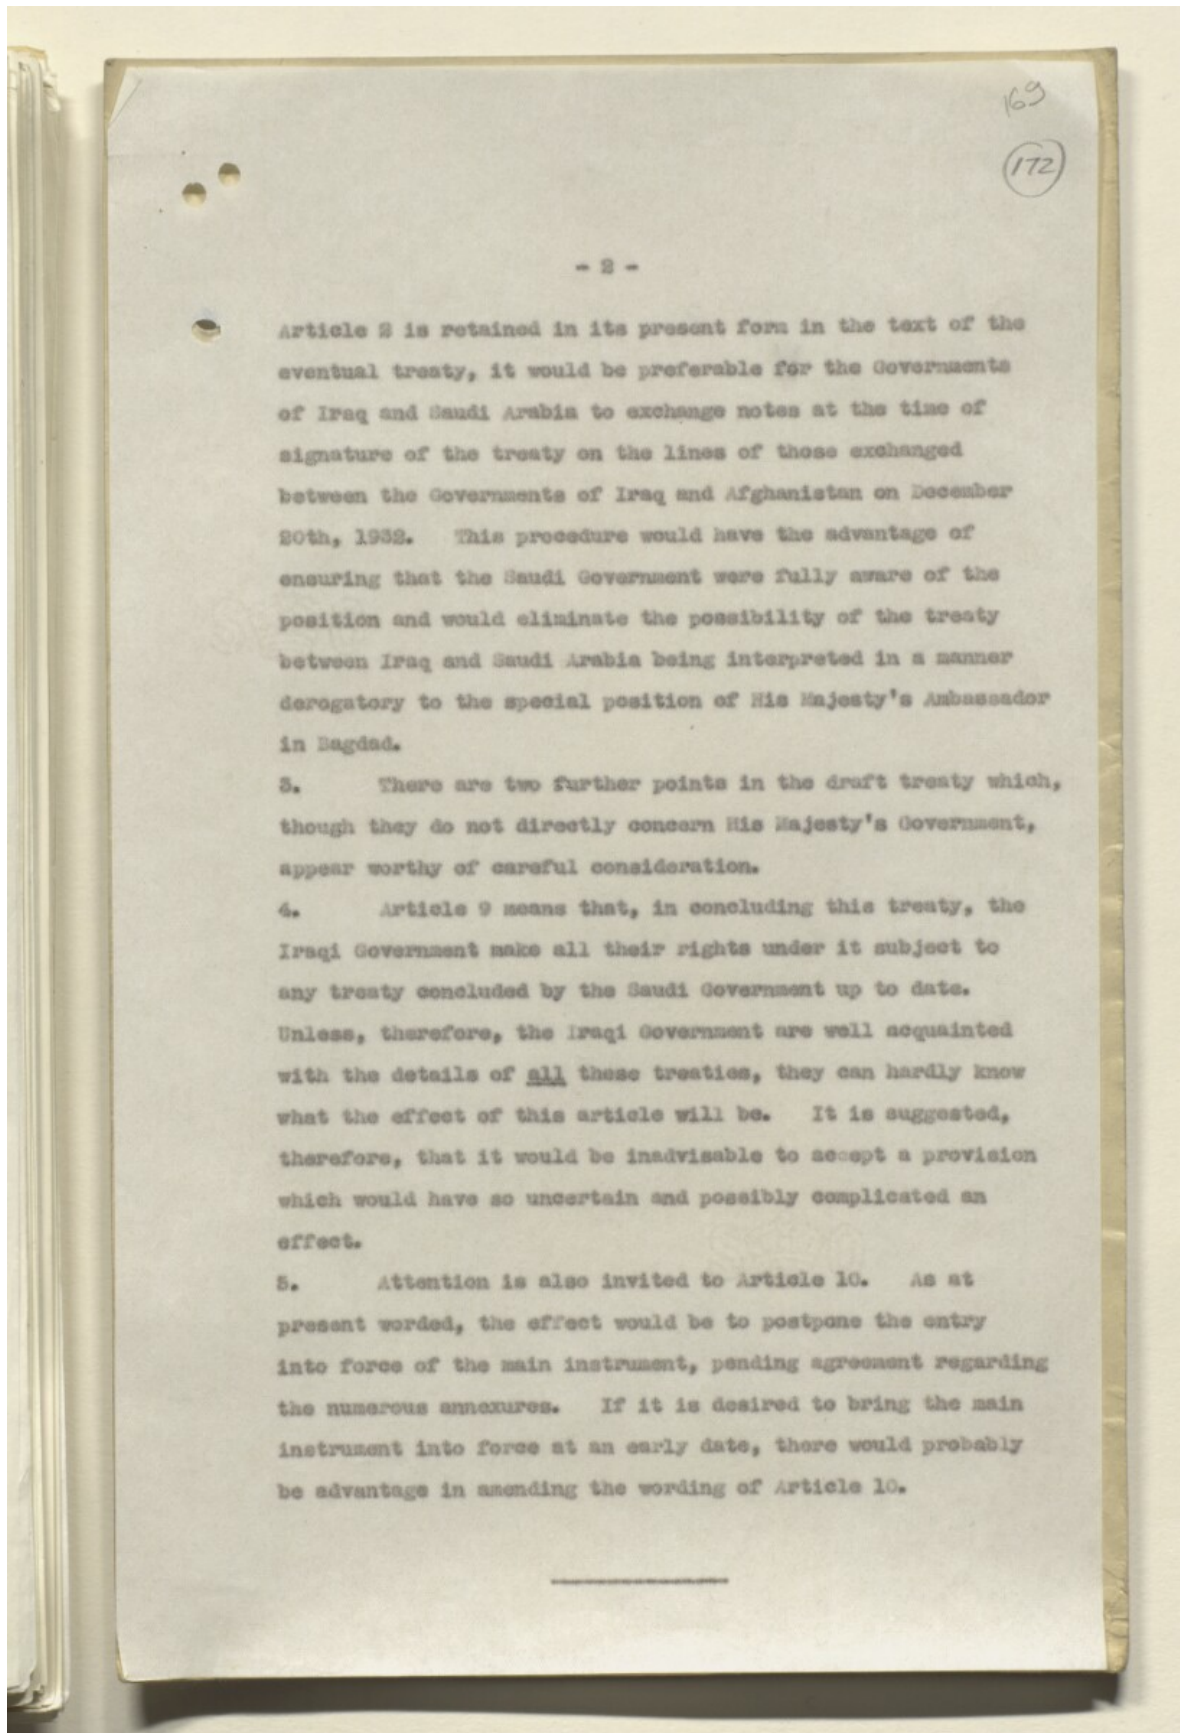 169
172
- 2 -
Article 2 is retained in its present form in the text of the
eventual treaty, it would be preferable for the Governments
of Iraq and Saudi Arabia to exchange notes at the time of
signature of the treaty on the lines of those exchanged
between the Governments of Iraq and Afghanistan on December
20th, 1932. This procedure would have the advantage of
ensuring that the Saudi Government were fully aware of the
position and would eliminate the possibility of the treaty
between Iraq and Saudi Arabia being interpreted in a manner
derogatory to the special position of His Majesty's Ambassador
in Bagdad.
3. There are two further points in the draft treaty which,
though they do not directly concern His Majesty's Government,
appear worthy of careful consideration.
4. Article 9 means that, in concluding this treaty, the
Iraqi Government make all their rights under it subject to
any treaty concluded by the Saudi Government up to date.
Unless, therefore, the Iraqi Government are well acquainted
with the details of all these treaties, they can hardly know
what the effect of this article will be. It is suggested,
therefore, that it would be inadvisable to accept a provision
which would have so uncertain and possibly complicated an
effect.
5. Attention is also invited to Article 10. As at
present worded, the effect would be to postpone the entry
into force of the main instrument, pending agreement regarding
the numerous annexures. If it is desired to bring the main
instrument into force at an early date, there would probably
be advantage in amending the wording of Article 10.